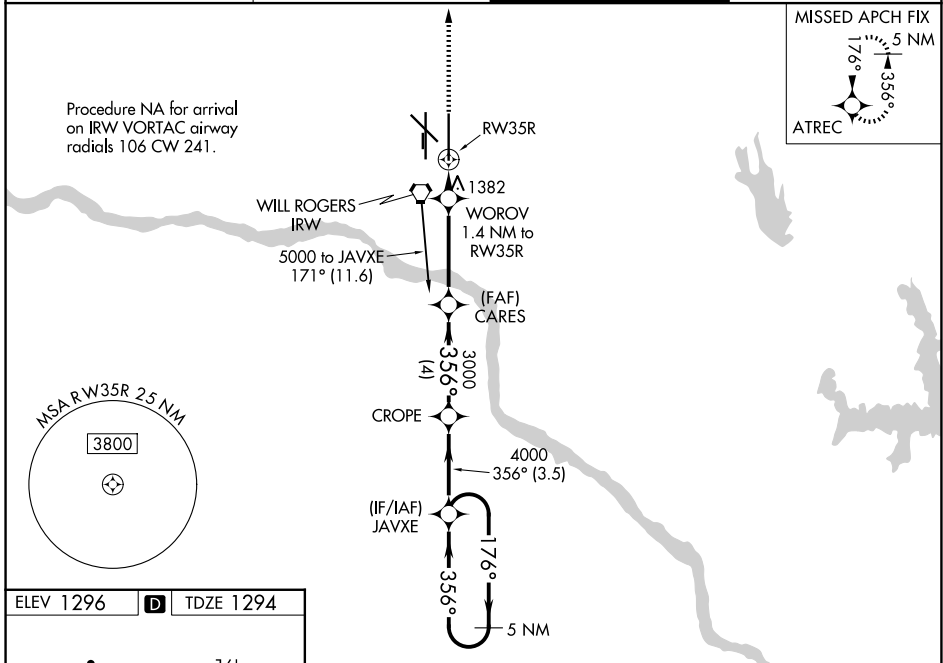 MISSED APCH FIX
5 NM
176°
356°
ATREC
Procedure NA for arrival
on IRW VORTAC airway
radials 106 CW 241.
RW35R
1382
WILL ROGERS
IRW
WOROV
1.4 NM to
RW35R
5000 to JAVXE
171° (11.6)
(FAF)
CARES
3000
356°
(4)
MSA RW35R 25 NM
3800
CROPE
4000
356° (3.5)
(IF/IAF)
JAVXE
176°
356°
5 NM
ELEV 1296 D TDZE 1294